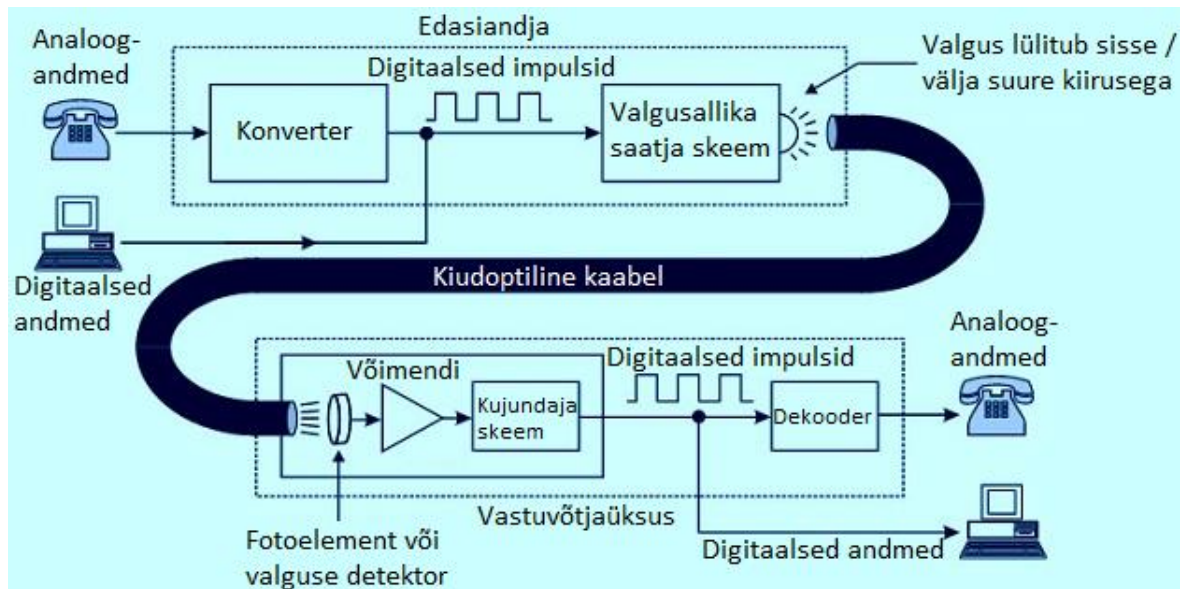 Edasiandja
Analoog-
andmed
Digitaalsed impulsid
Valgus lülitub sisse /
välja suure kiirusega
Konverter
Valgusallika
saatja skeem
Digitaalsed
andmed
Kiudoptiline kaabel
Analoog-
andmed
Võimendi
Digitaalsed impulsid
Kujundaja
skeem
Dekooder
Vastuvõtjaüksus
Fotoelement või
valguse detektor
Digitaalsed andmed